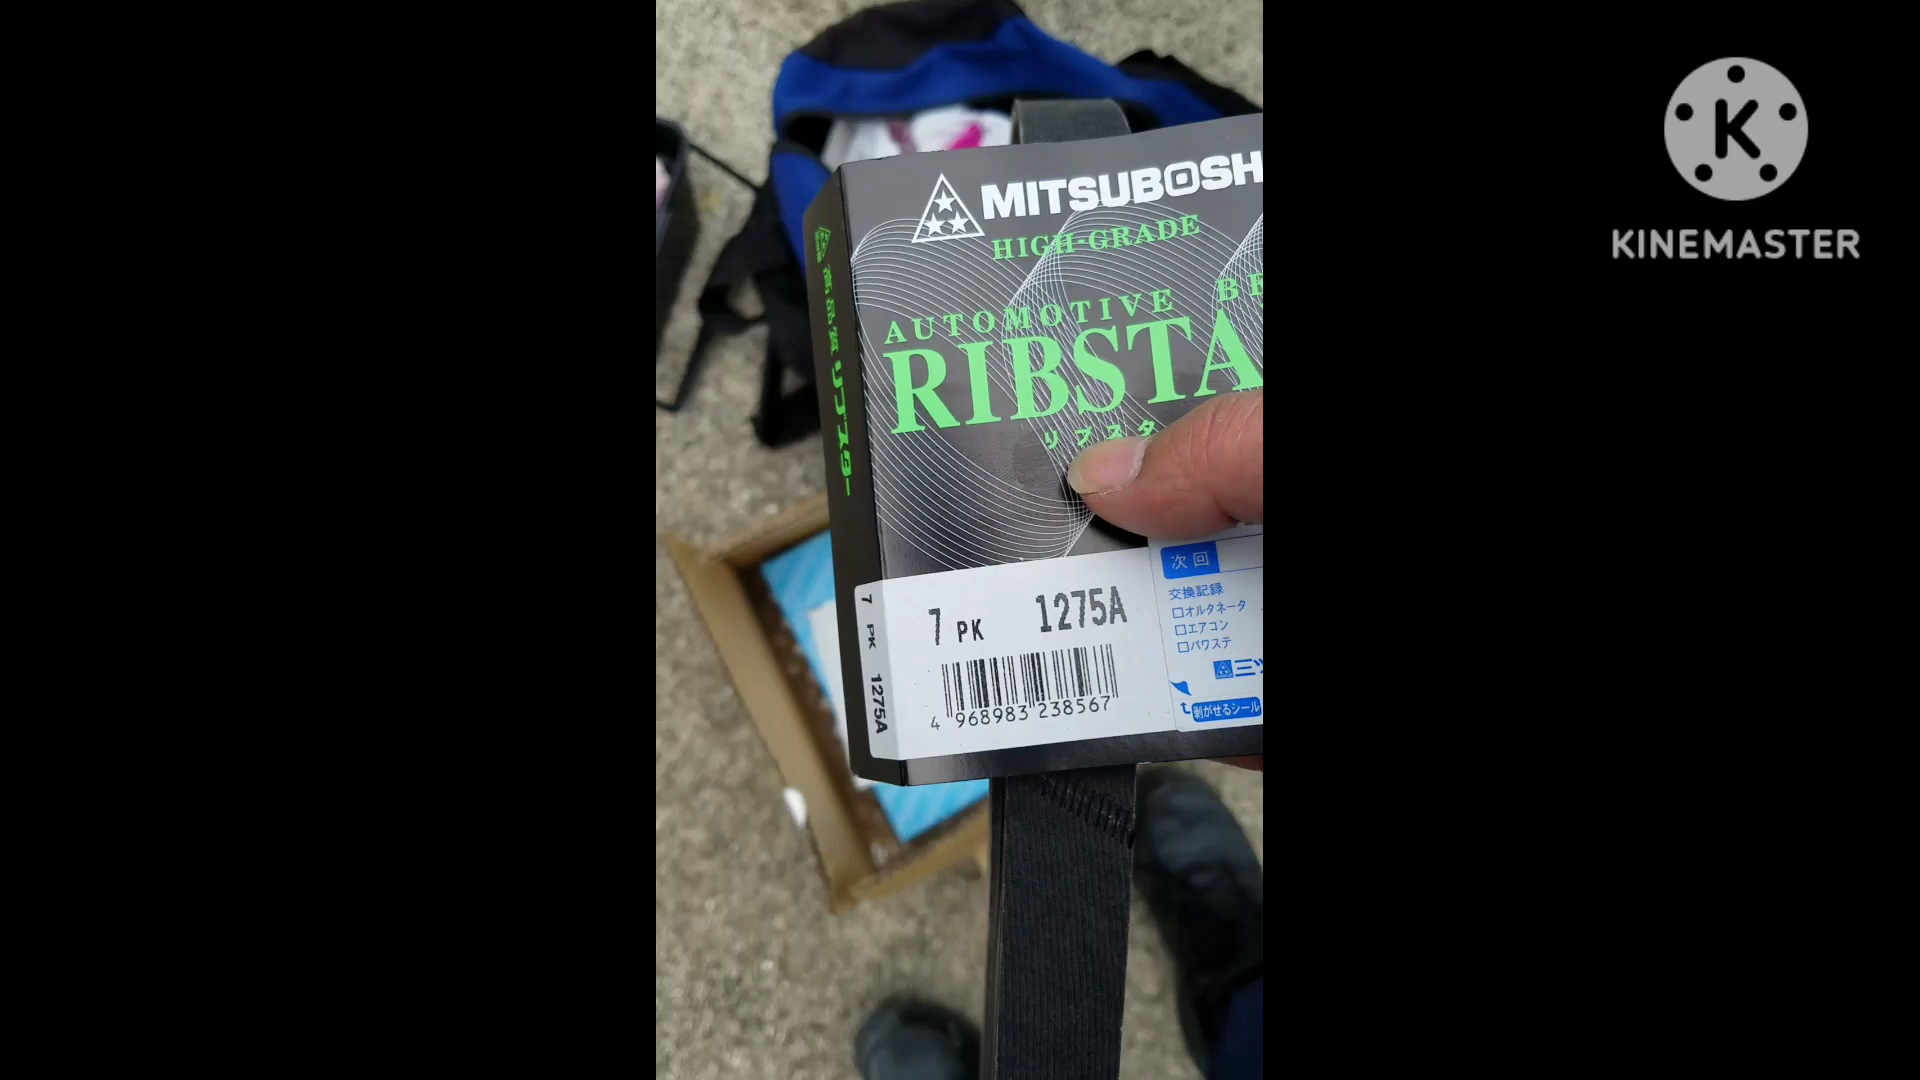 MITSUBOSH
HIGH-GRADE
AUTOMOTIVE BE
RIBSTA
リブスタ
高品質リブスター
次回
7 PK 1275A
交換記録
□オルタネータ
□エアコン
□パワステ
三ツ
剥がせるシール
4 968983 238567
7 PK 1275A
K
KINEMASTER